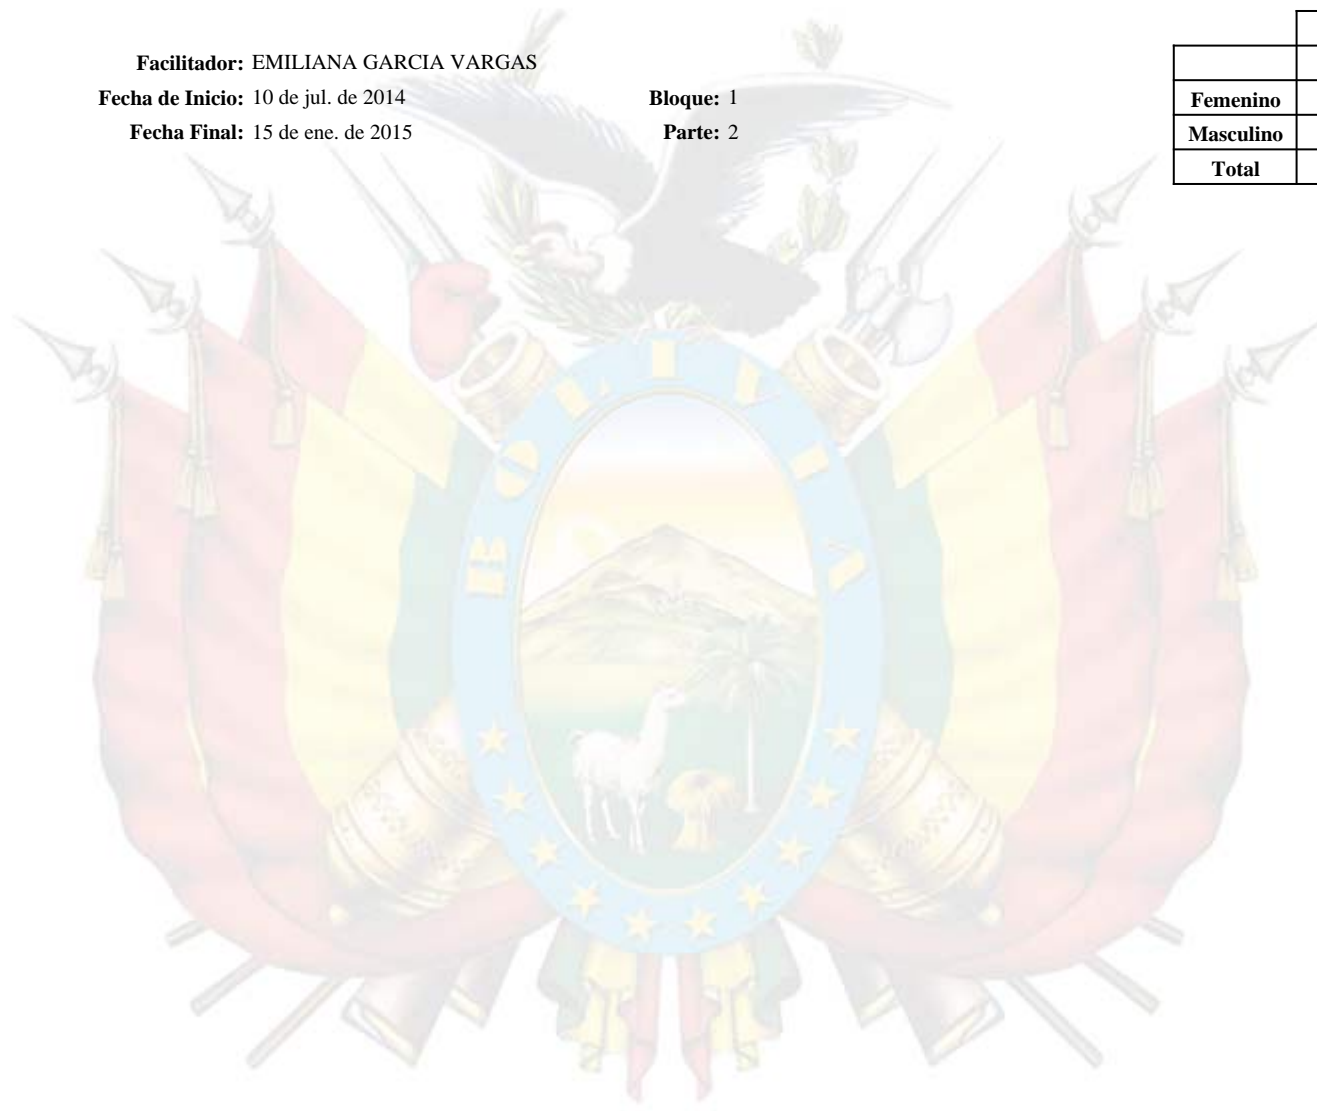 Facilitador: EMILIANA GARCIA VARGAS
Fecha de Inicio: 10 de jul. de 2014
Bloque: 1
Fecha Final: 15 de ene. de 2015
Parte: 2
Femenino
Masculino
Total
BOLIVIA